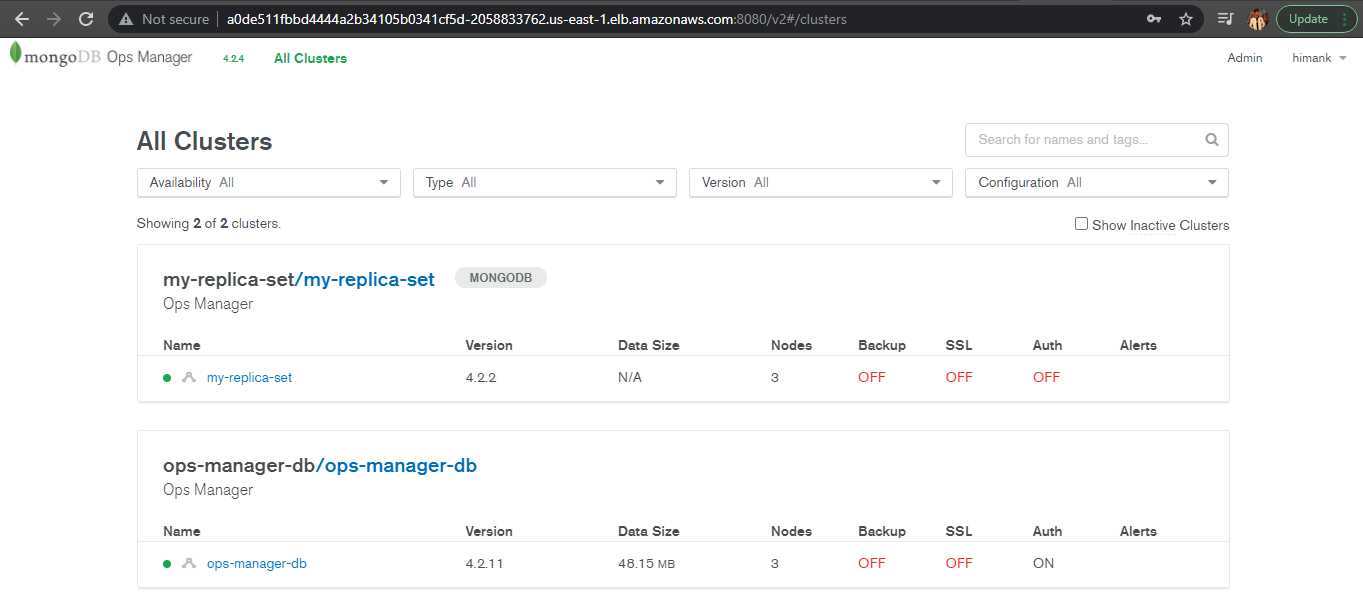 Not secure a0de511fbbd4444a2b34105b0341cf5d-2058833762.us-east-1.elb.amazonaws.com:8080/v2#/clusters Update
mongoDB Ops Manager 4.2.4 All Clusters Admin himank
All Clusters Search for names and tags...
Availability All Type All Version All Configuration All
Showing 2 of 2 clusters. Show Inactive Clusters
my-replica-set/my-replica-set MONGODB
Ops Manager
Name Version Data Size Nodes Backup SSL Auth Alerts
my-replica-set 4.2.2 N/A 3 OFF OFF OFF
ops-manager-db/ops-manager-db
Ops Manager
Name Version Data Size Nodes Backup SSL Auth Alerts
ops-manager-db 4.2.11 48.15 MB 3 OFF OFF ON